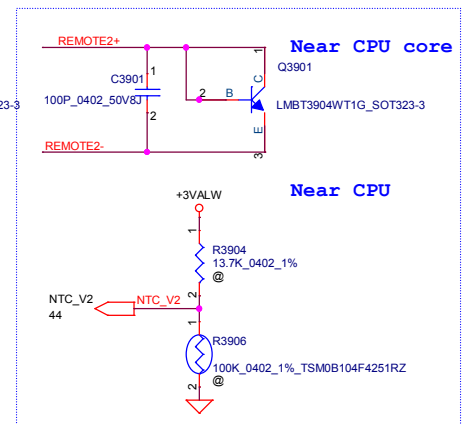 REMOTE2+
Near CPU core
1
Q3901
C3901
1
C
100P_0402_50V8J
2
B
LMBT3904WT1G_SOT323-3
23-3
2
E
REMOTE2-
3
+3VALW
Near CPU
1
R3904
13.7K_0402_1%
@
2
NTC_V2
NTC_V2
44
1
R3906
100K_0402_1%_TSM0B104F4251RZ
2
@